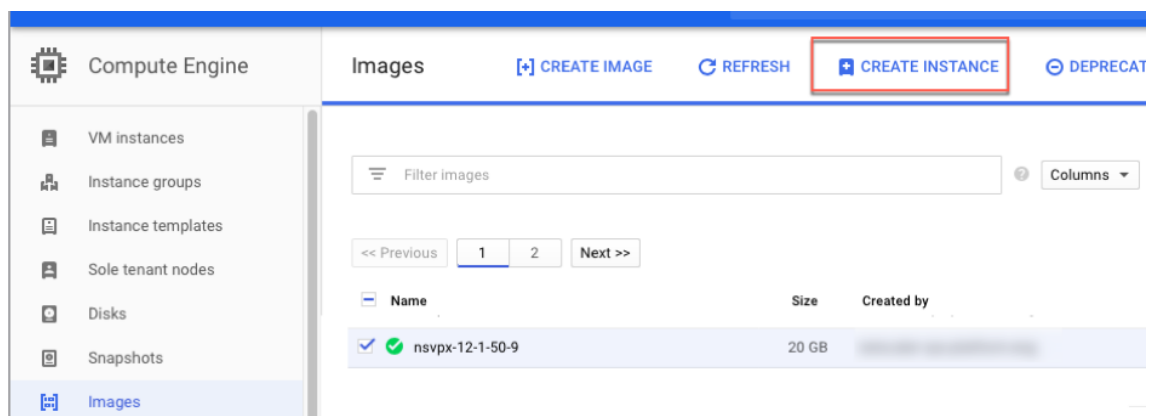 Compute Engine
Images
[+] CREATE IMAGE
REFRESH
CREATE INSTANCE
VM instances
Instance groups
Instance templates
Sole tenant nodes
Disks
Snapshots
Images
Filter images
Columns
<< Previous
1
2
Next >>
Name
Size
Created by
nsvpx-12-1-50-9
20 GB